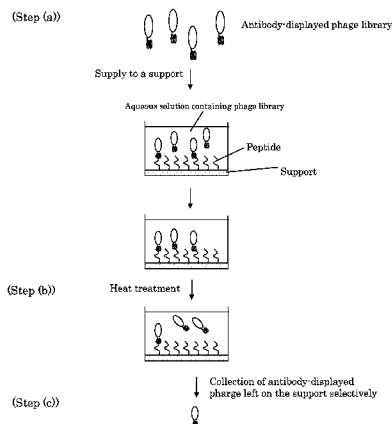 (Step (a))
Antibody-displayed phage library
Supply to a support
Aqueous solution containing phage library
Peptide
Support
(Step (b))
Heat treatment
(Step (c))
Collection of antibody-displayed
pharge left on the support selectively